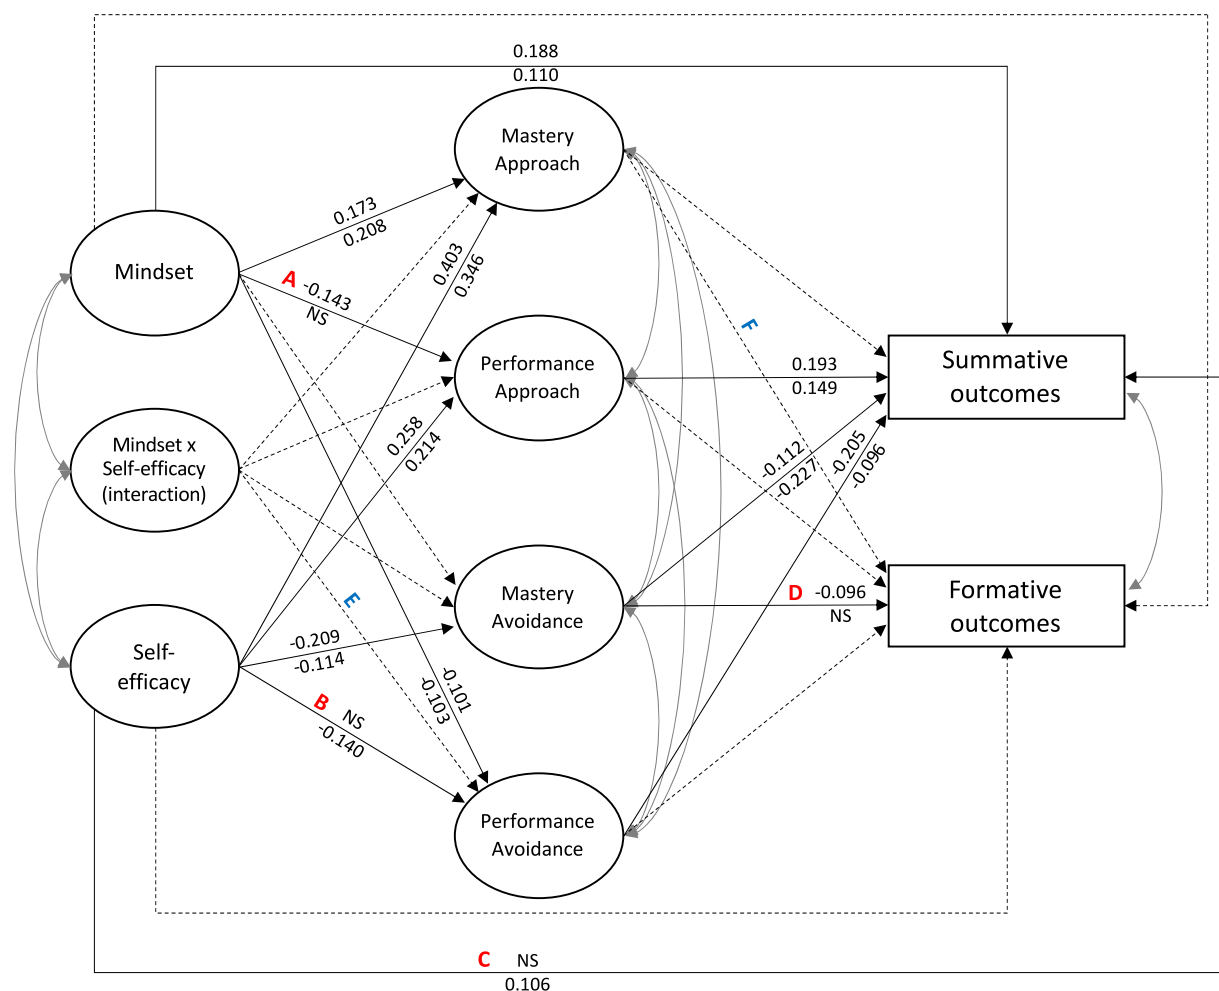 0.188
0.110
Mastery
Approach
0.173
0.208
0.403
0.346
Mindset
A
-0.143
NS
F
Performance
Approach
0.193
0.149
Summative
outcomes
0.258
0.214
Mindset x
Self-efficacy
(interaction)
-0.112
-0.227
-0.205
-0.096
E
Mastery
Avoidance
D
-0.096
NS
Formative
outcomes
-0.209
-0.114
Self-
efficacy
-0.101
-0.103
B
NS
-0.140
Performance
Avoidance
C
NS
0.106